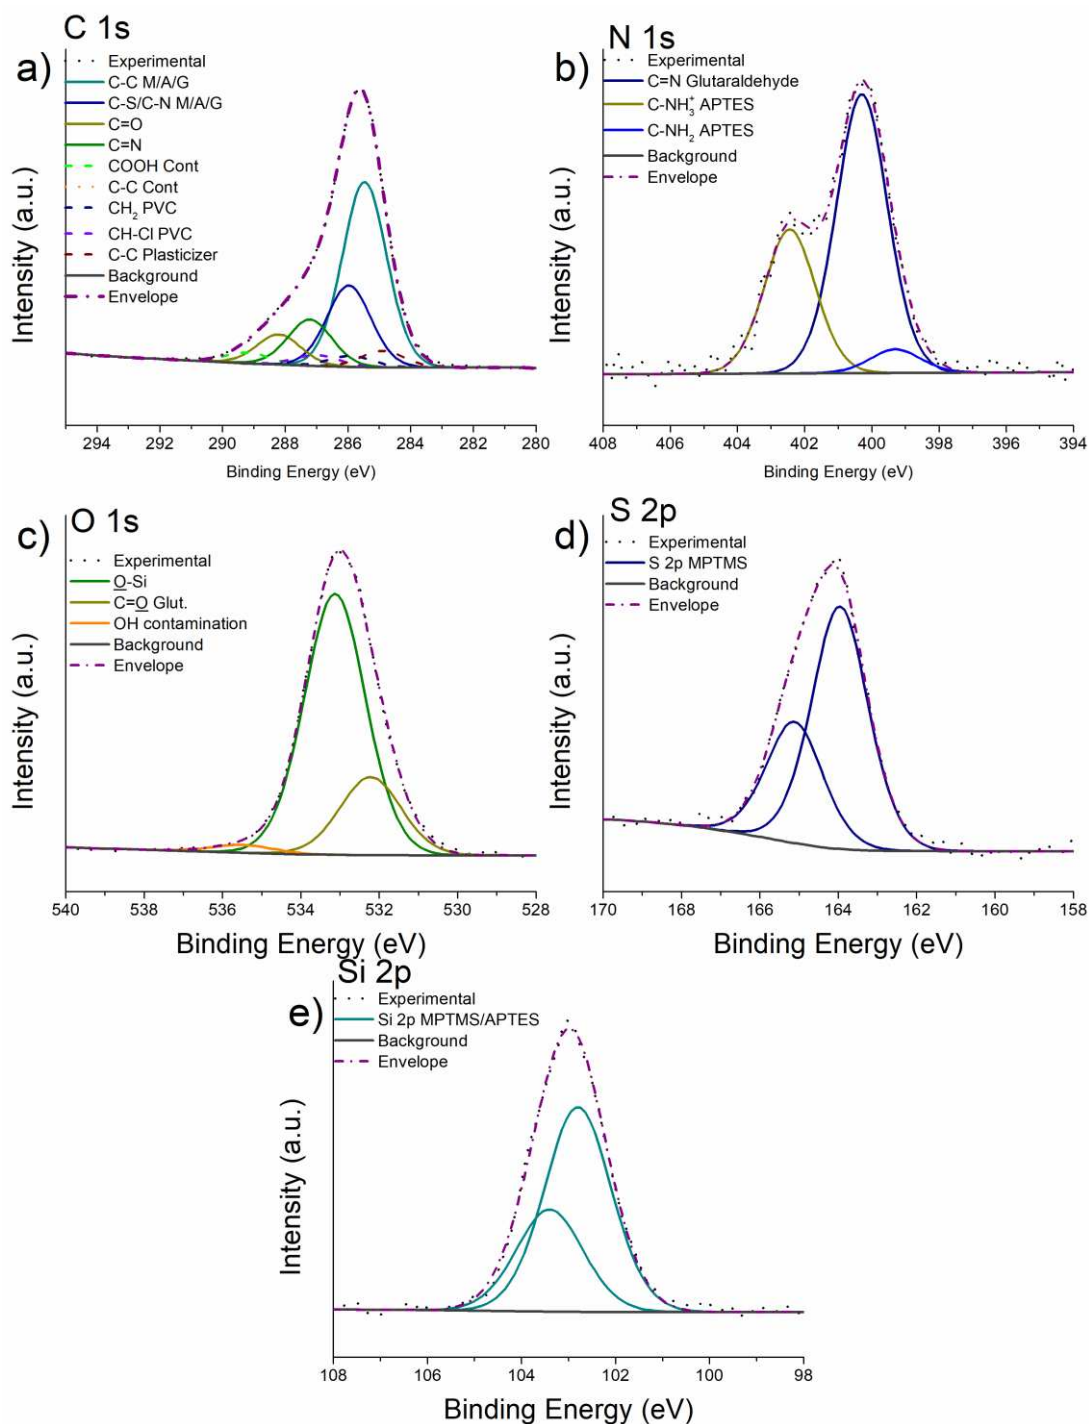 C 1s
a)
Experimental
C-C M/A/G
C-S/C-N M/A/G
C=O
C=N
COOH Cont
C-C Cont
CH₂ PVC
CH-Cl PVC
C-C Plasticizer
Background
Envelope
Intensity (a.u.)
294 292 290 288 286 284 282 280
Binding Energy (eV)
N 1s
b)
Experimental
C=N Glutaraldehyde
C-NH₃⁺ APTES
C-NH₂ APTES
Background
Envelope
Intensity (a.u.)
408 406 404 402 400 398 396 394
Binding Energy (eV)
O 1s
c)
Experimental
O-Si
C=O Glut.
OH contamination
Background
Envelope
Intensity (a.u.)
540 538 536 534 532 530 528
Binding Energy (eV)
S 2p
d)
Experimental
S 2p MPTMS
Background
Envelope
Intensity (a.u.)
170 168 166 164 162 160 158
Binding Energy (eV)
Si 2p
e)
Experimental
Si 2p MPTMS/APTES
Background
Envelope
Intensity (a.u.)
108 106 104 102 100 98
Binding Energy (eV)